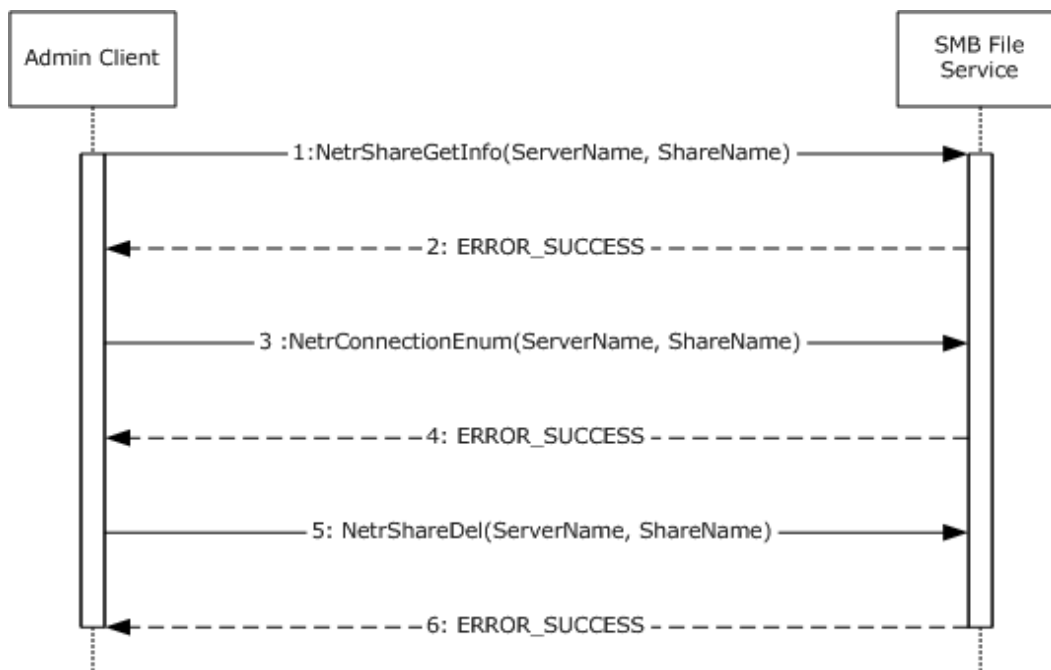 Admin Client
SMB File
Service
1:NetrShareGetInfo(ServerName, ShareName)
2: ERROR_SUCCESS
3 :NetrConnectionEnum(ServerName, ShareName)
4: ERROR_SUCCESS
5: NetrShareDel(ServerName, ShareName)
6: ERROR_SUCCESS